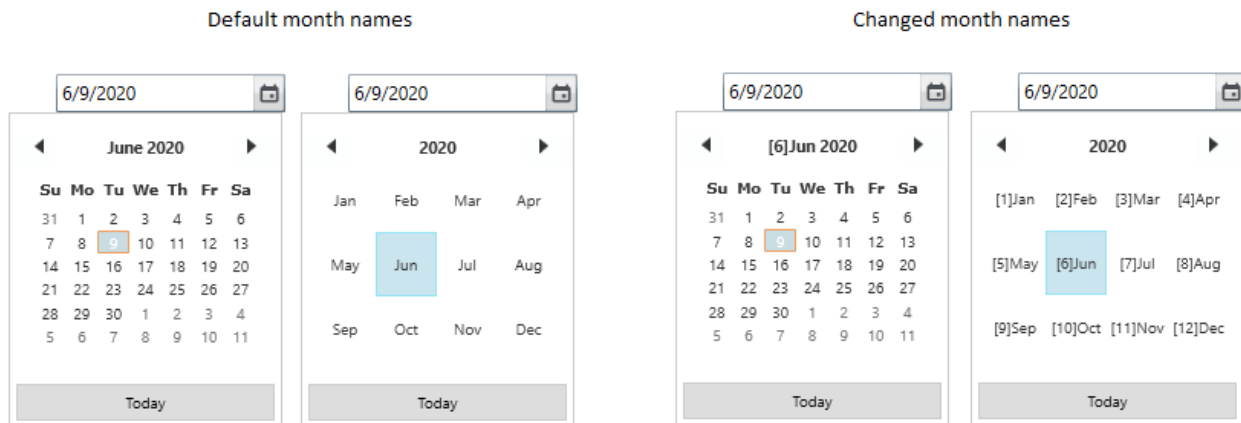 Default month names
6/9/2020
June 2020
Su Mo Tu We Th Fr Sa
31 1 2 3 4 5 6
7 8 9 10 11 12 13
14 15 16 17 18 19 20
21 22 23 24 25 26 27
28 29 30 1 2 3 4
5 6 7 8 9 10 11
Today
6/9/2020
2020
Jan Feb Mar Apr
May Jun Jul Aug
Sep Oct Nov Dec
Today
Changed month names
6/9/2020
[6]Jun 2020
Su Mo Tu We Th Fr Sa
31 1 2 3 4 5 6
7 8 9 10 11 12 13
14 15 16 17 18 19 20
21 22 23 24 25 26 27
28 29 30 1 2 3 4
5 6 7 8 9 10 11
Today
6/9/2020
2020
[1]Jan [2]Feb [3]Mar [4]Apr
[5]May [6]Jun [7]Jul [8]Aug
[9]Sep [10]Oct [11]Nov [12]Dec
Today